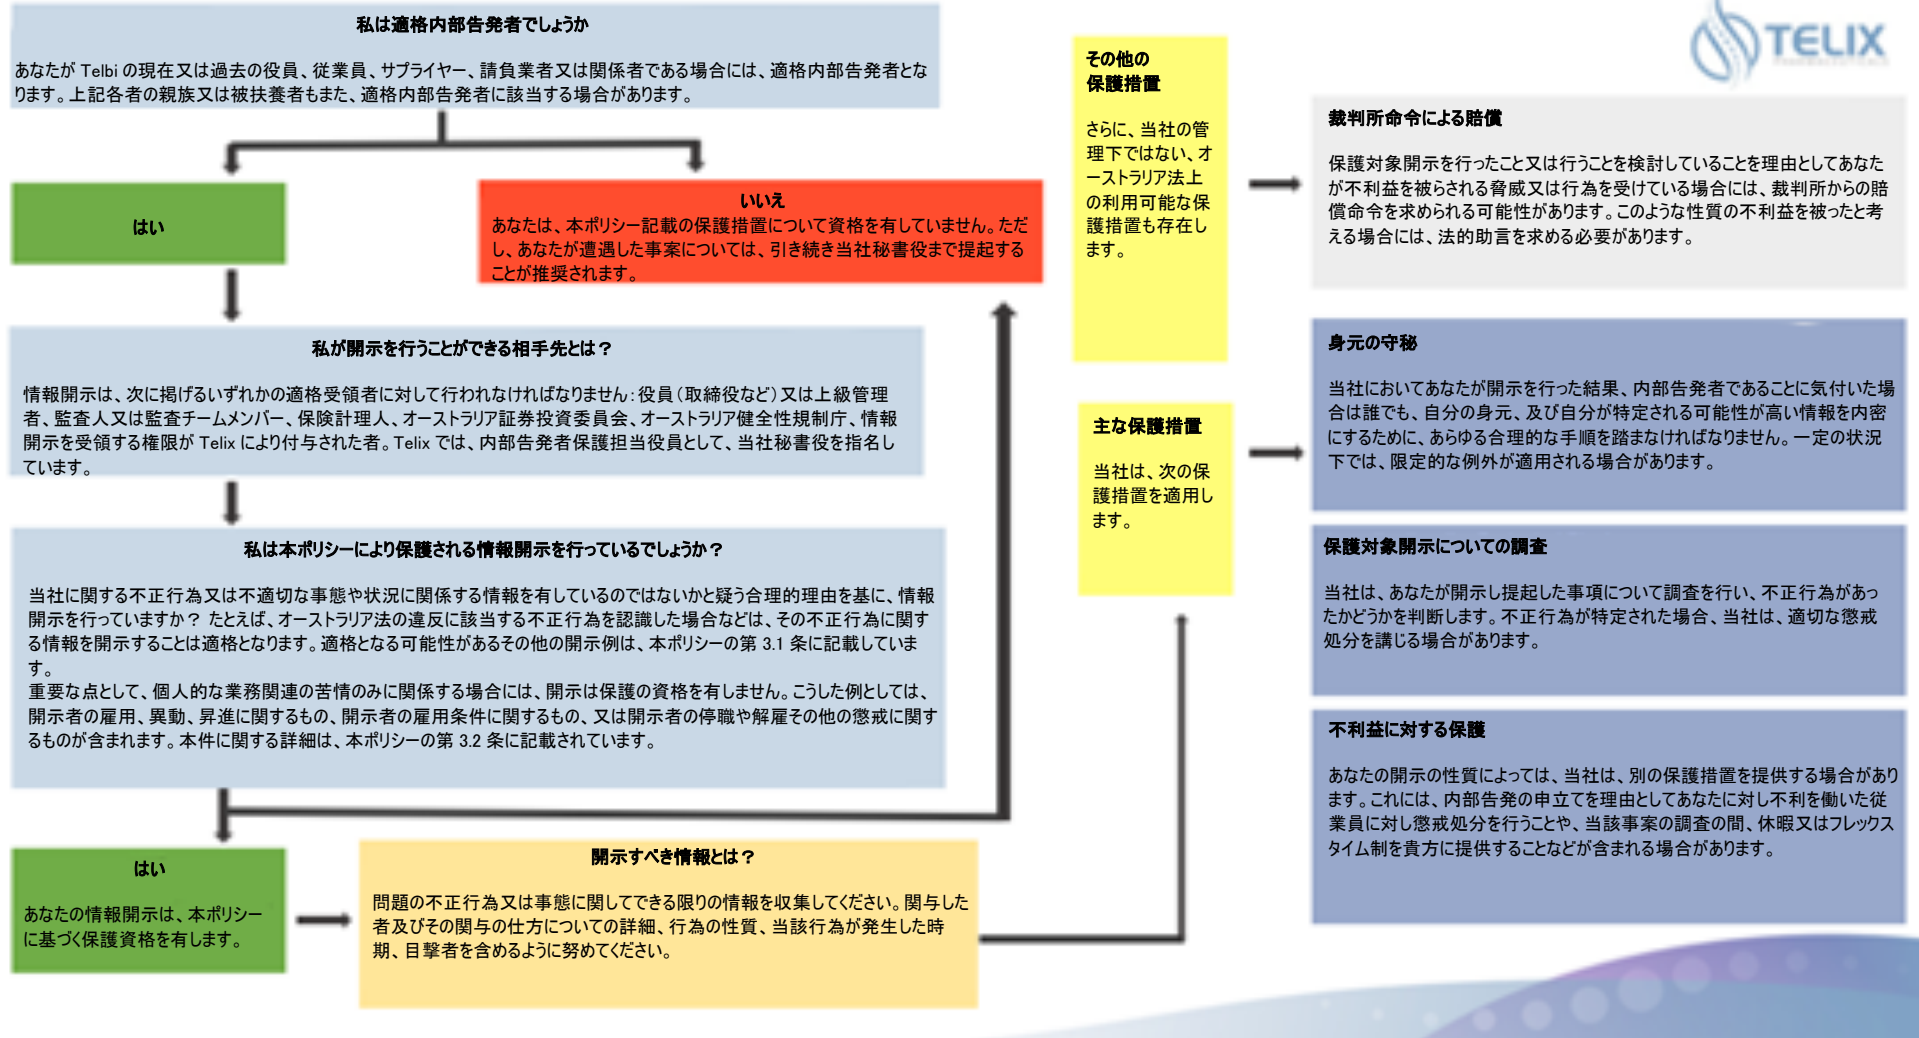 私は適格内部告発者でしょうか
あなたが Telbi の現在又は過去の役員、従業員、サプライヤー、請負業者又は関係者である場合には、適格内部告発者とな
ります。上記各者の親族又は被扶養者もまた、適格内部告発者に該当する場合があります。
はい
いいえ
あなたは、本ポリシー記載の保護措置について資格を有していません。ただ
し、あなたが遭遇した事案については、引き続き当社秘書役まで提起する
ことが推奨されます。
私が開示を行うことができる相手先とは？
情報開示は、次に掲げるいずれかの適格受領者に対して行われなければなりません：役員（取締役など）又は上級管理
者、監査人又は監査チームメンバー、保険計理人、オーストラリア証券投資委員会、オーストラリア健全性規制庁、情報
開示を受領する権限が Telix により付与された者。Telix では、内部告発者保護担当役員として、当社秘書役を指名し
ています。
私は本ポリシーにより保護される情報開示を行っているでしょうか？
当社に関する不正行為又は不適切な事態や状況に関係する情報を有しているのではないかと疑う合理的理由を基に、情報
開示を行っていますか？ たとえば、オーストラリア法の違反に該当する不正行為を認識した場合などは、その不正行為に関す
る情報を開示することは適格となります。適格となる可能性があるその他の開示例は、本ポリシーの第 3.1 条に記載していま
す。
重要な点として、個人的な業務関連の苦情のみに関係する場合には、開示は保護の資格を有しません。こうした例としては、
開示者の雇用、異動、昇進に関するもの、開示者の雇用条件に関するもの、又は開示者の停職や解雇その他の懲戒に関す
るものが含まれます。本件に関する詳細は、本ポリシーの第 3.2 条に記載されています。
はい
あなたの情報開示は、本ポリシー
に基づく保護資格を有します。
開示すべき情報とは？
問題の不正行為又は事態に関してできる限りの情報を収集してください。関与した
者及びその関与の仕方についての詳細、行為の性質、当該行為が発生した時
期、目撃者を含めるように努めてください。
その他の
保護措置
さらに、当社の管
理下ではない、オ
ーストラリア法上
の利用可能な保
護措置も存在し
ます。
主な保護措置
当社は、次の保
護措置を適用し
ます。
TELIX
裁判所命令による賠償
保護対象開示を行ったこと又は行うことを検討していることを理由としてあなた
が不利益を被らされる脅威又は行為を受けている場合には、裁判所からの賠
償命令を求められる可能性があります。このような性質の不利益を被ったと考
える場合には、法的助言を求める必要があります。
身元の守秘
当社においてあなたが開示を行った結果、内部告発者であることに気付いた場
合は誰でも、自分の身元、及び自分が特定される可能性が高い情報を内密
にするために、あらゆる合理的な手順を踏まなければなりません。一定の状況
下では、限定的な例外が適用される場合があります。
保護対象開示についての調査
当社は、あなたが開示し提起した事項について調査を行い、不正行為があっ
たかどうかを判断します。不正行為が特定された場合、当社は、適切な懲戒
処分を講じる場合があります。
不利益に対する保護
あなたの開示の性質によっては、当社は、別の保護措置を提供する場合があり
ます。これには、内部告発の申立てを理由としてあなたに対し不利を働いた従
業員に対し懲戒処分を行うことや、当該事案の調査の間、休暇又はフレックス
タイム制を貴方に提供することなどが含まれる場合があります。